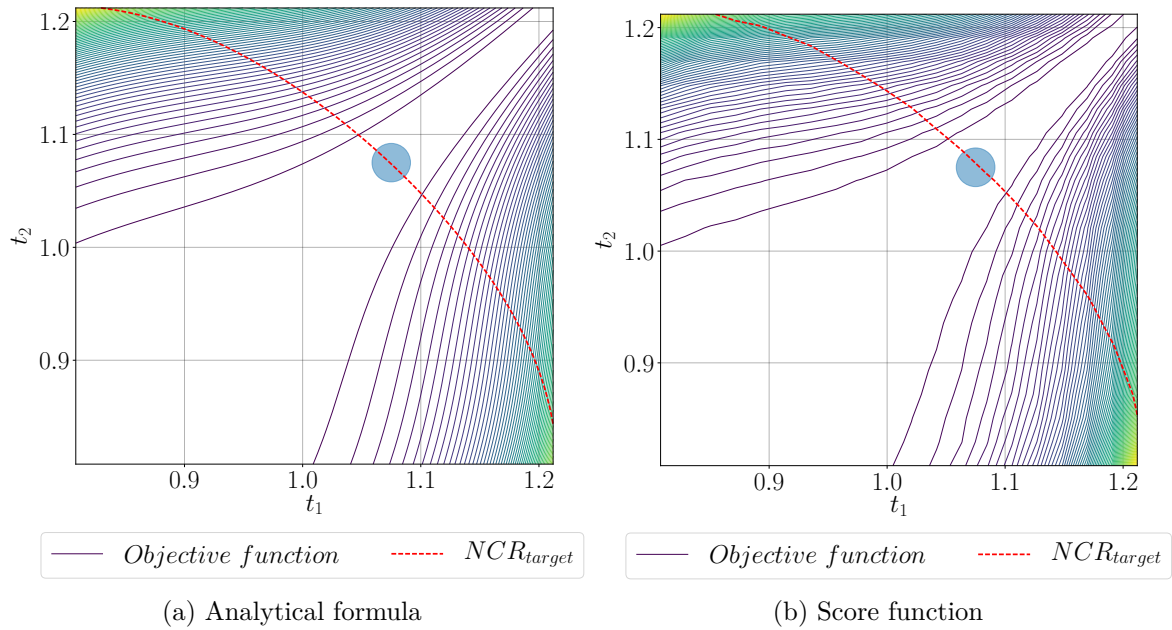 1.2
1.1
1.0
0.9
t₂
0.9 1.0 1.1 1.2
t₁
Objective function NCR_target
(a) Analytical formula
1.2
1.1
1.0
0.9
t₂
0.9 1.0 1.1 1.2
t₁
Objective function NCR_target
(b) Score function